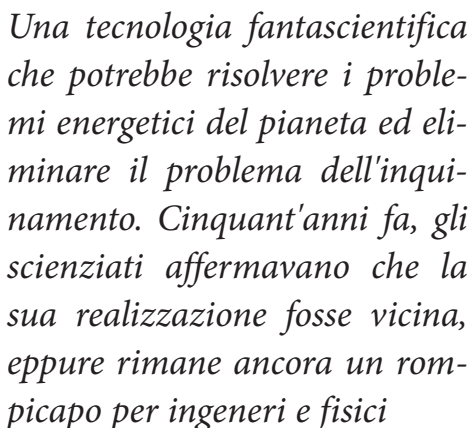 Una tecnologia fantascientifica
che potrebbe risolvere i proble-
mi energetici del pianeta ed eli-
minare il problema dell'inqui-
namento. Cinquant'anni fa, gli
scienziati affermavano che la
sua realizzazione fosse vicina,
eppure rimane ancora un rom-
picapo per ingeneri e fisici